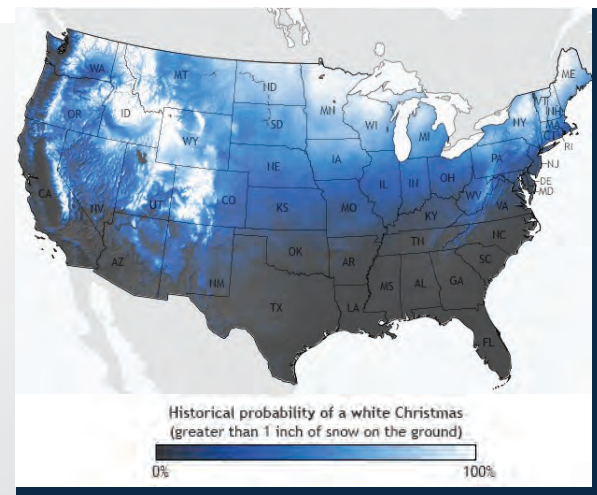 WA
MT
ND
MN
ME
OR
ID
SD
WI
MI
VT
NH
NY
MA
CT
RI
WY
IA
PA
NJ
NE
IL
IN
OH
DE
MD
CA
NV
UT
CO
KS
MO
KY
WV
VA
AZ
NM
OK
AR
TN
NC
SC
TX
LA
MS
AL
GA
FL
Historical probability of a white Christmas
(greater than 1 inch of snow on the ground)
0% 100%